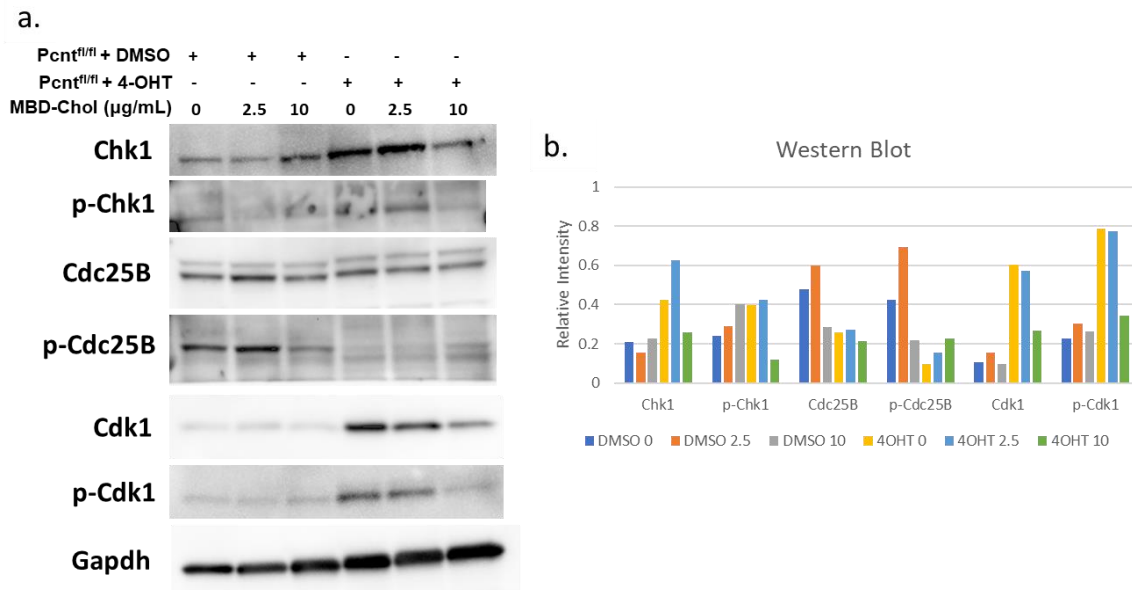 a.
Pcntfl/fl + DMSO + + + - - -
Pcntfl/fl + 4-OHT - - - + + +
MBD-Chol (µg/mL) 0 2.5 10 0 2.5 10
Chk1
p-Chk1
Cdc25B
p-Cdc25B
Cdk1
p-Cdk1
Gapdh
b.
Western Blot
Relative Intensity
1
0.8
0.6
0.4
0.2
0
Chk1 p-Chk1 Cdc25B p-Cdc25B Cdk1 p-Cdk1
DMSO 0 DMSO 2.5 DMSO 10 4OHT 0 4OHT 2.5 4OHT 10